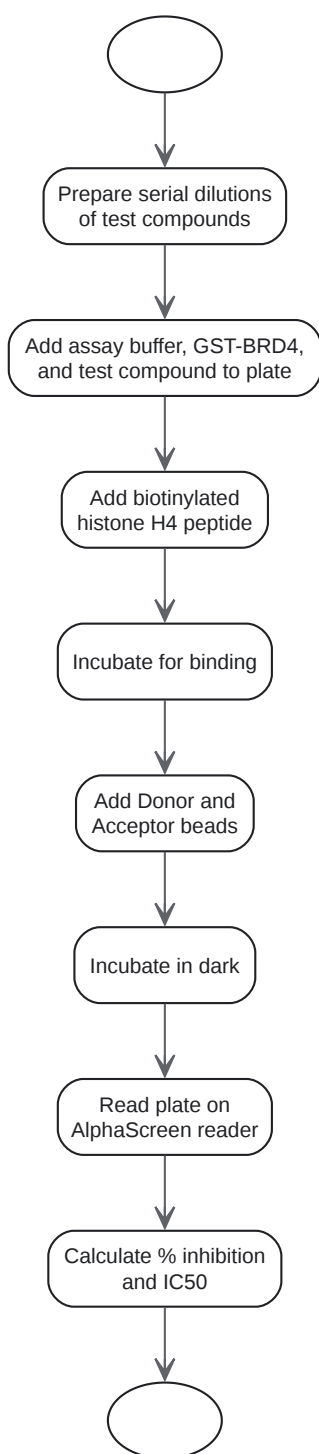 Prepare serial dilutions
of test compounds
Add assay buffer, GST-BRD4,
and test compound to plate
Add biotinylated
histone H4 peptide
Incubate for binding
Add Donor and
Acceptor beads
Incubate in dark
Read plate on
AlphaScreen reader
Calculate % inhibition
and IC50